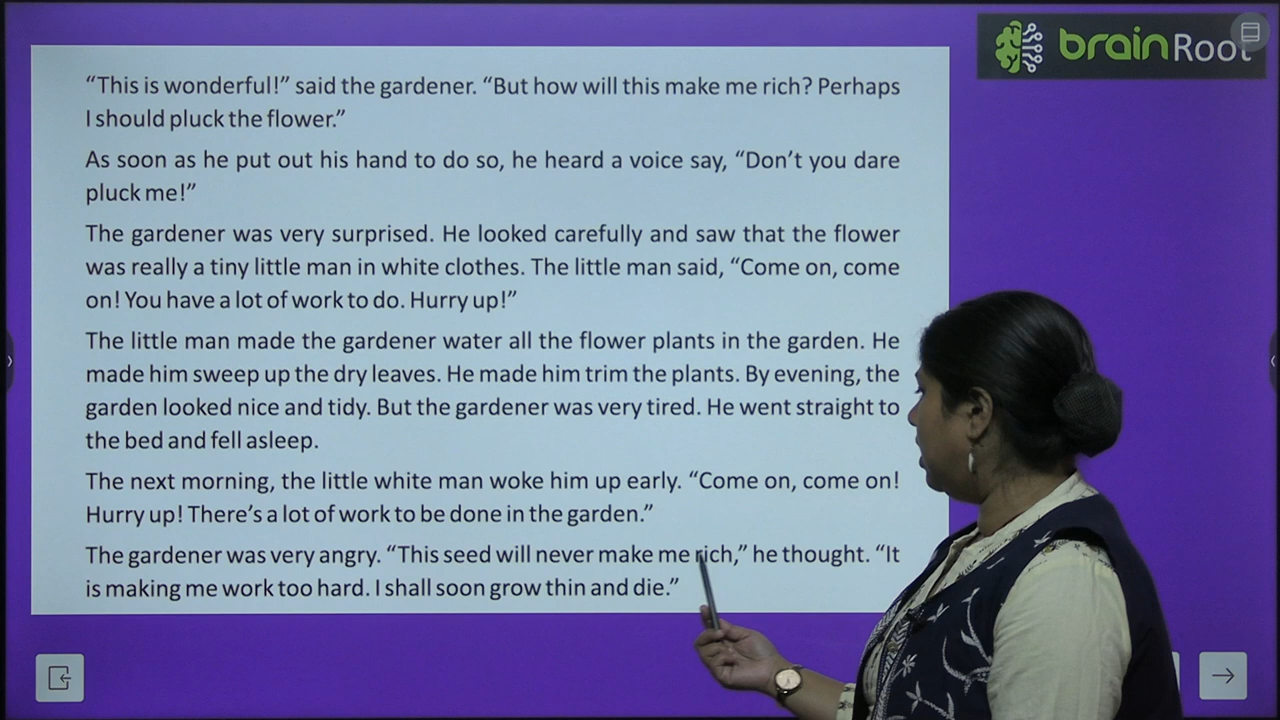 brainRoot
“This is wonderful!” said the gardener. “But how will this make me rich? Perhaps
I should pluck the flower.”
As soon as he put out his hand to do so, he heard a voice say, “Don’t you dare
pluck me!”
The gardener was very surprised. He looked carefully and saw that the flower
was really a tiny little man in white clothes. The little man said, “Come on, come
on! You have a lot of work to do. Hurry up!”
The little man made the gardener water all the flower plants in the garden. He
made him sweep up the dry leaves. He made him trim the plants. By evening, the
garden looked nice and tidy. But the gardener was very tired. He went straight to
the bed and fell asleep.
The next morning, the little white man woke him up early. “Come on, come on!
Hurry up! There’s a lot of work to be done in the garden.”
The gardener was very angry. “This seed will never make me rich,” he thought. “It
is making me work too hard. I shall soon grow thin and die.”